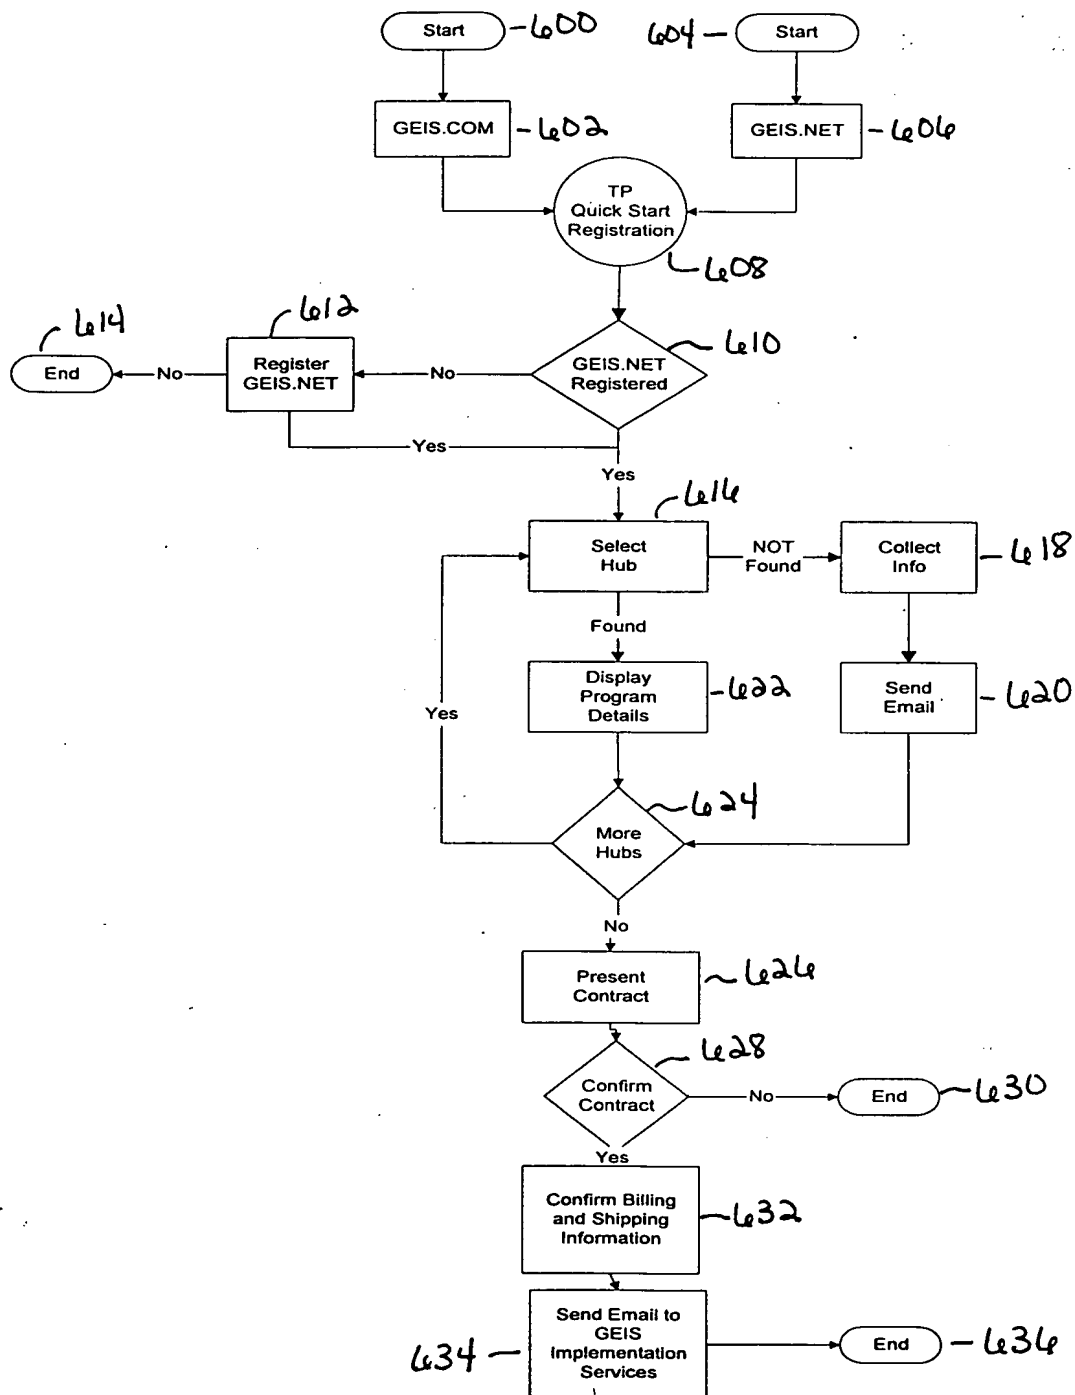 Start
600
604
Start
GEIS.COM
602
GEIS.NET
606
TP
Quick Start
Registration
608
614
612
610
End
No
Register
GEIS.NET
No
GEIS.NET
Registered
Yes
Yes
616
Select
Hub
NOT
Found
Collect
Info
618
Found
Display
Program
Details
622
Send
Email
620
Yes
624
More
Hubs
No
Present
Contract
626
628
Confirm
Contract
No
End
630
Yes
Confirm Billing
and Shipping
Information
632
634
Send Email to
GEIS
Implementation
Services
End
636